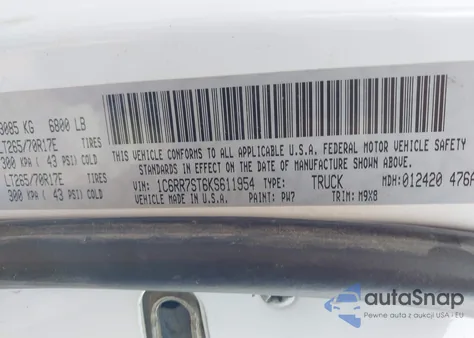 3085 KG 6800 LB
LT265/70R17E TIRES
300 KPA ( 43 PSI) COLD
LT265/70R17E TIRES
300 KPA ( 43 PSI) COLD
THIS VEHICLE CONFORMS TO ALL APPLICABLE U.S.A. FEDERAL MOTOR VEHICLE SAFETY
STANDARDS IN EFFECT ON THE DATE OF MANUFACTURE SHOWN ABOVE
VIN: 1C6RR7ST6KS611954 TYPE: TRUCK MDH:012420 476A
VEHICLE MADE IN U.S.A. PAINT: PW7 TRIM: M9X8
autoSnap
Pewne auta z aukcji USA - EU